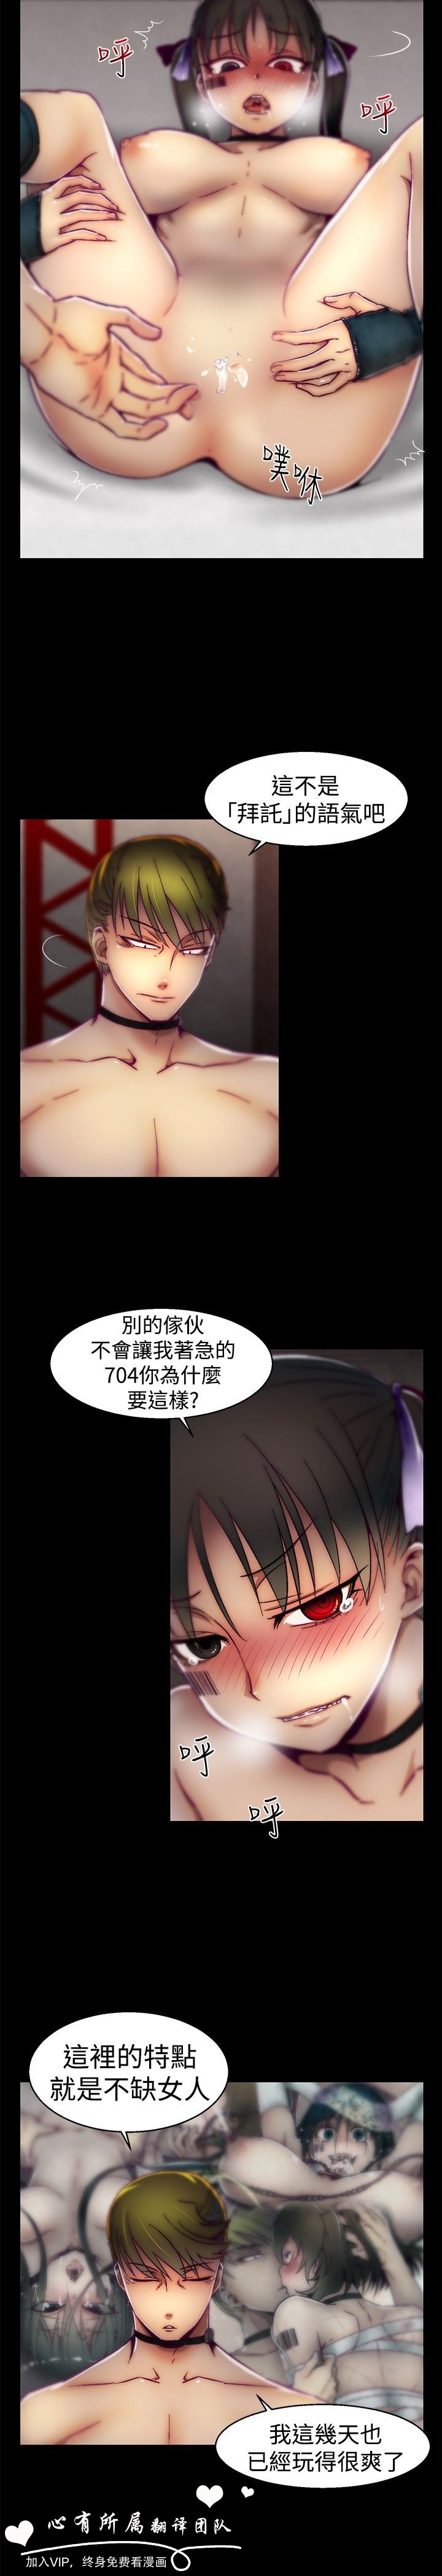 呼
呼
噗咻
這不是
「拜託」的語氣吧
別的傢伙
不會讓我著急的
704你為什麼
要這樣?
呼
呼
這裡的特點
就是不缺女人
我這幾天也
已經玩得很爽了
心有所属翻译团队
加入VIP，终身免费看漫画